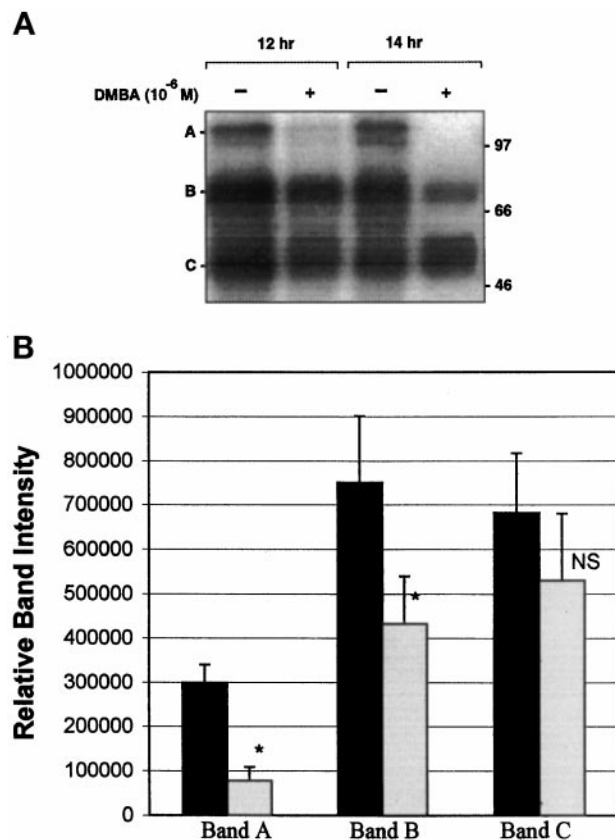 A
12 hr 14 hr
DMBA (10⁻⁶ M) – + – +
A
97
B
66
C
46
B
Relative Band Intensity
1000000
900000
800000
700000
600000
500000
400000
300000
200000
100000
0
*
*
NS
Band A Band B Band C